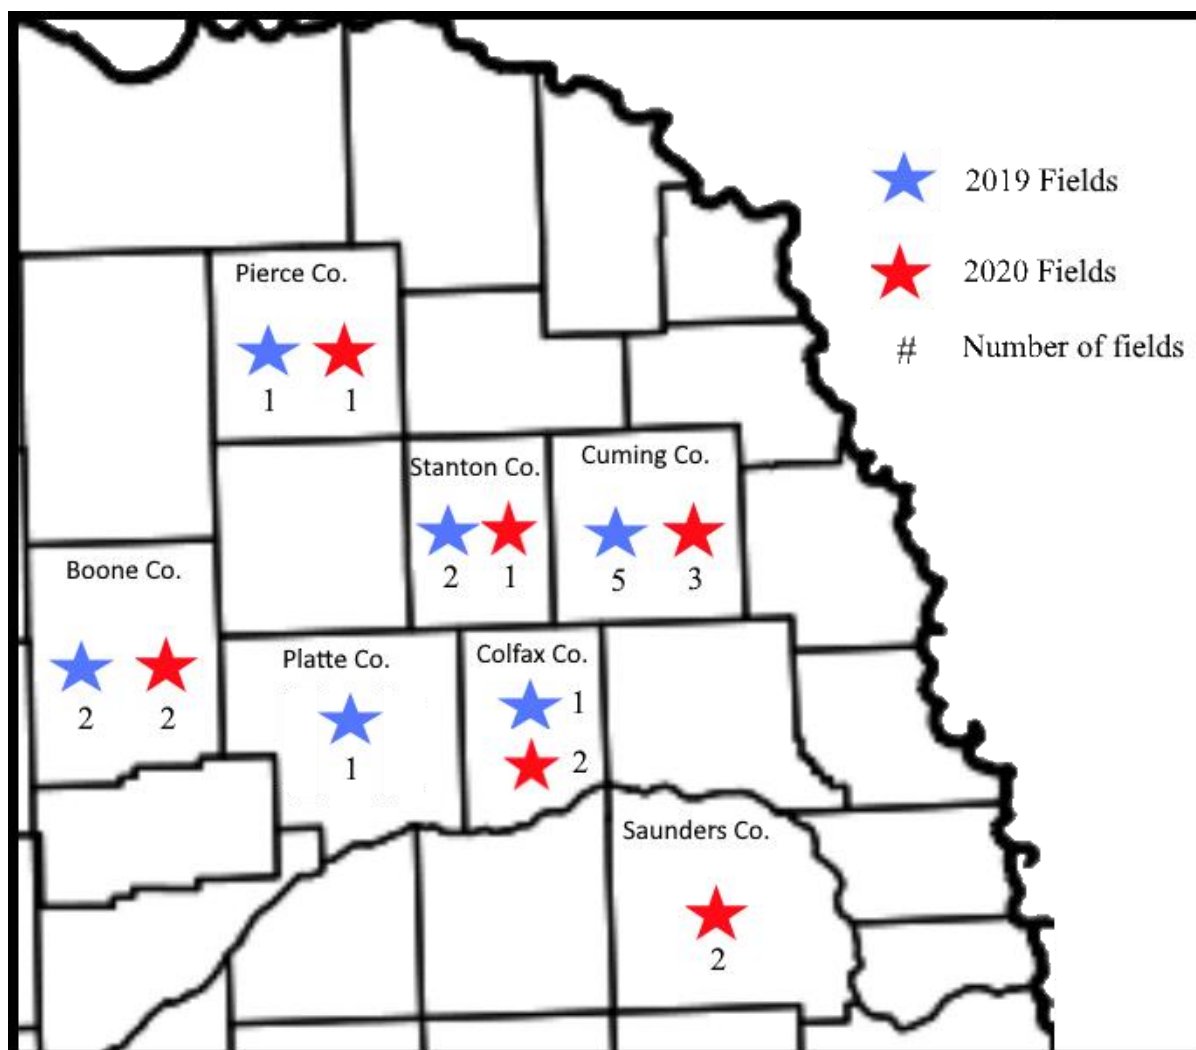 2019 Fields
Pierce Co.
2020 Fields
# Number of fields
1 1
Stanton Co.
Cuming Co.
2 1
5 3
Boone Co.
2 2
Platte Co.
1
Colfax Co.
1
2
Saunders Co.
2